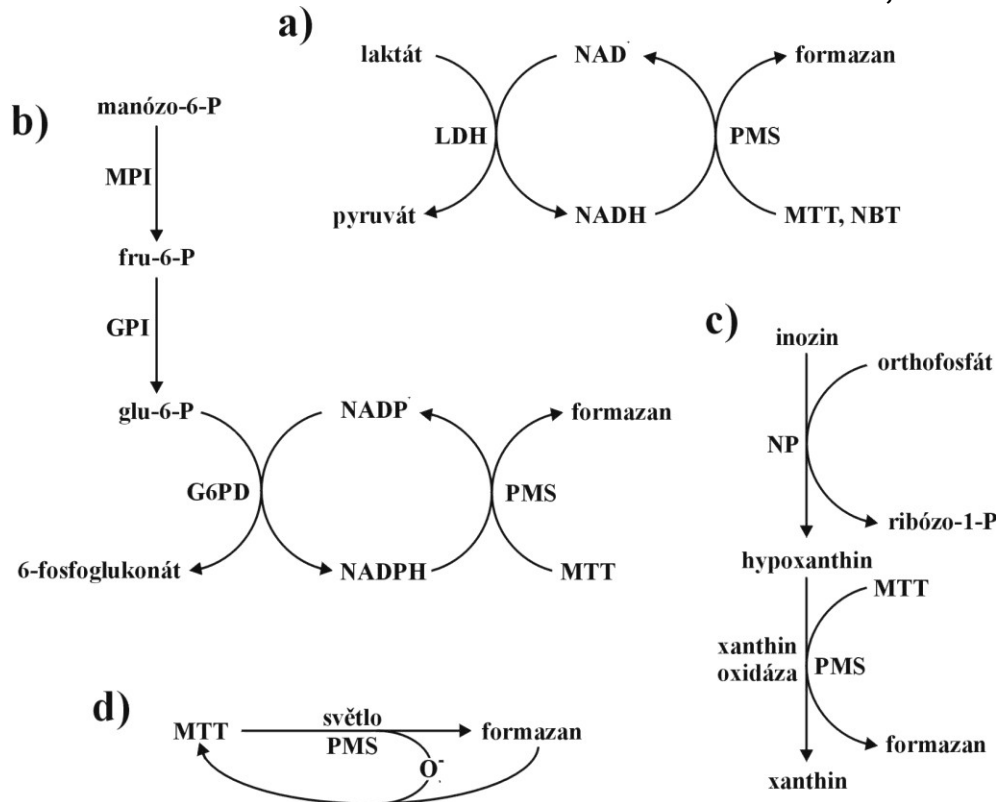 a)
laktát
NAD
formazan
LDH
PMS
pyruvát
NADH
MTT, NBT
b)
manózo-6-P
MPI
fru-6-P
GPI
glu-6-P
NADP
formazan
G6PD
PMS
6-fosfoglukonát
NADPH
MTT
c)
inozin
orthofosfát
NP
ribózo-1-P
hypoxanthin
MTT
xanthin
oxidáza
PMS
formazan
xanthin
d)
MTT
světlo
PMS
formazan
O⁻